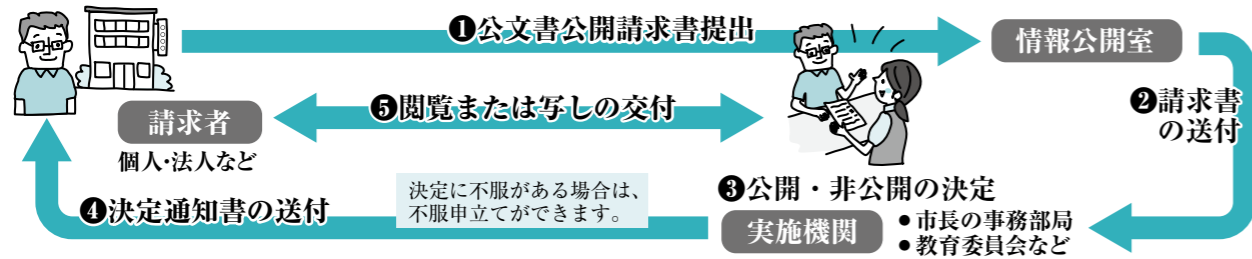 ❶公文書公開請求書提出
情報公開室
❷請求書
の送付
❺閲覧または写しの交付
請求者
個人・法人など
❸公開・非公開の決定
実施機関
●市長の事務部局
●教育委員会など
決定に不服がある場合は、
不服申立てができます。
❹決定通知書の送付